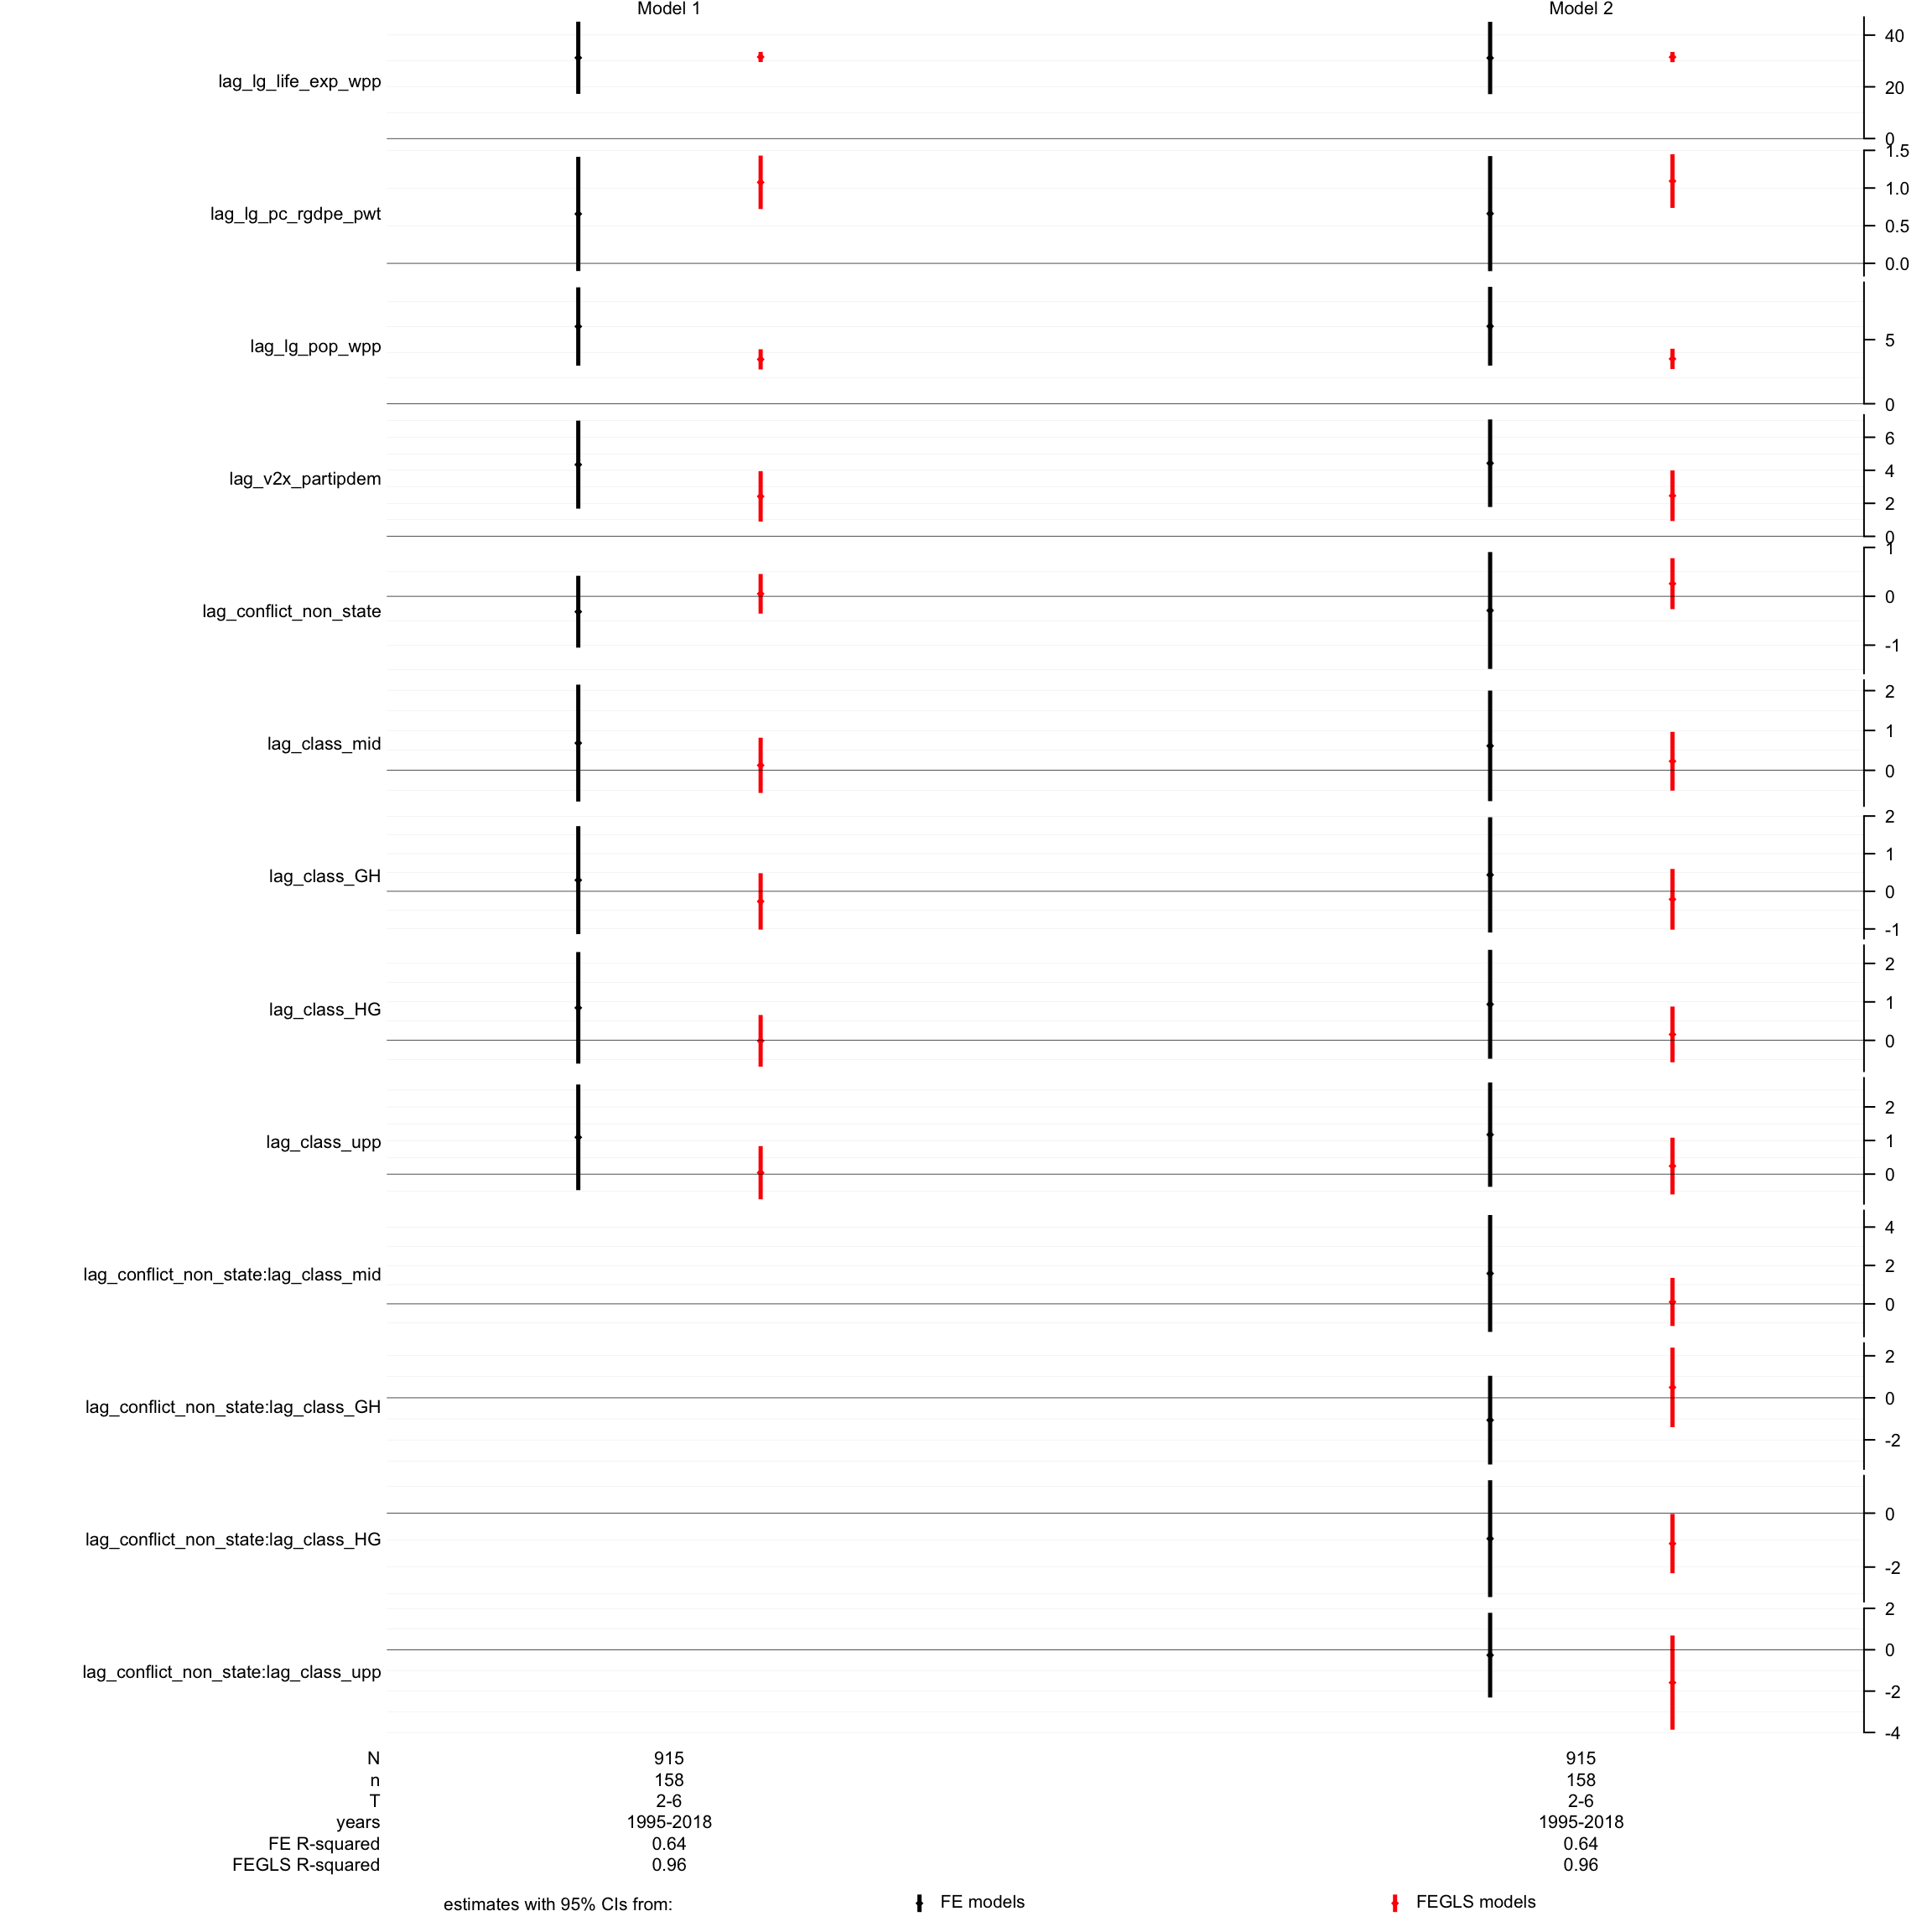 Model 1 Model 2
lag_lg_life_exp_wpp 40 20 0
lag_lg_pc_rgdpe_pwt 1.5 1.0 0.5 0.0
lag_lg_pop_wpp 5 0
lag_v2x_partipdem 6 4 2 0
lag_conflict_non_state 1 0 -1
lag_class_mid 2 1 0
lag_class_GH 2 1 0 -1
lag_class_HG 2 1 0
lag_class_upp 2 1 0
lag_conflict_non_state:lag_class_mid 4 2 0
lag_conflict_non_state:lag_class_GH 2 0 -2
lag_conflict_non_state:lag_class_HG 0 -2
lag_conflict_non_state:lag_class_upp 2 0 -2 -4
N 915 915
n 158 158
T 2-6 2-6
years 1995-2018 1995-2018
FE R-squared 0.64 0.64
FEGLS R-squared 0.96 0.96
estimates with 95% CIs from: FE models FEGLS models